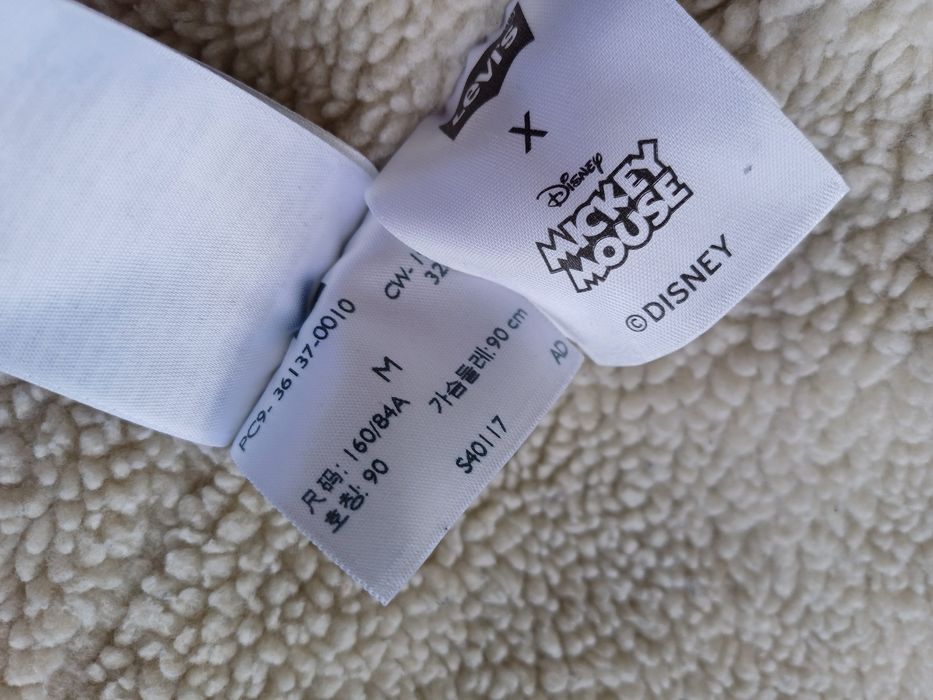 Levi's
X
Disney
MICKEY
MOUSE
© DISNEY
PC9- 36137-0010
CW-
32
M
尺码: 160/84A
호칭: 90
가슴둘레: 90 cm
S40117
AD